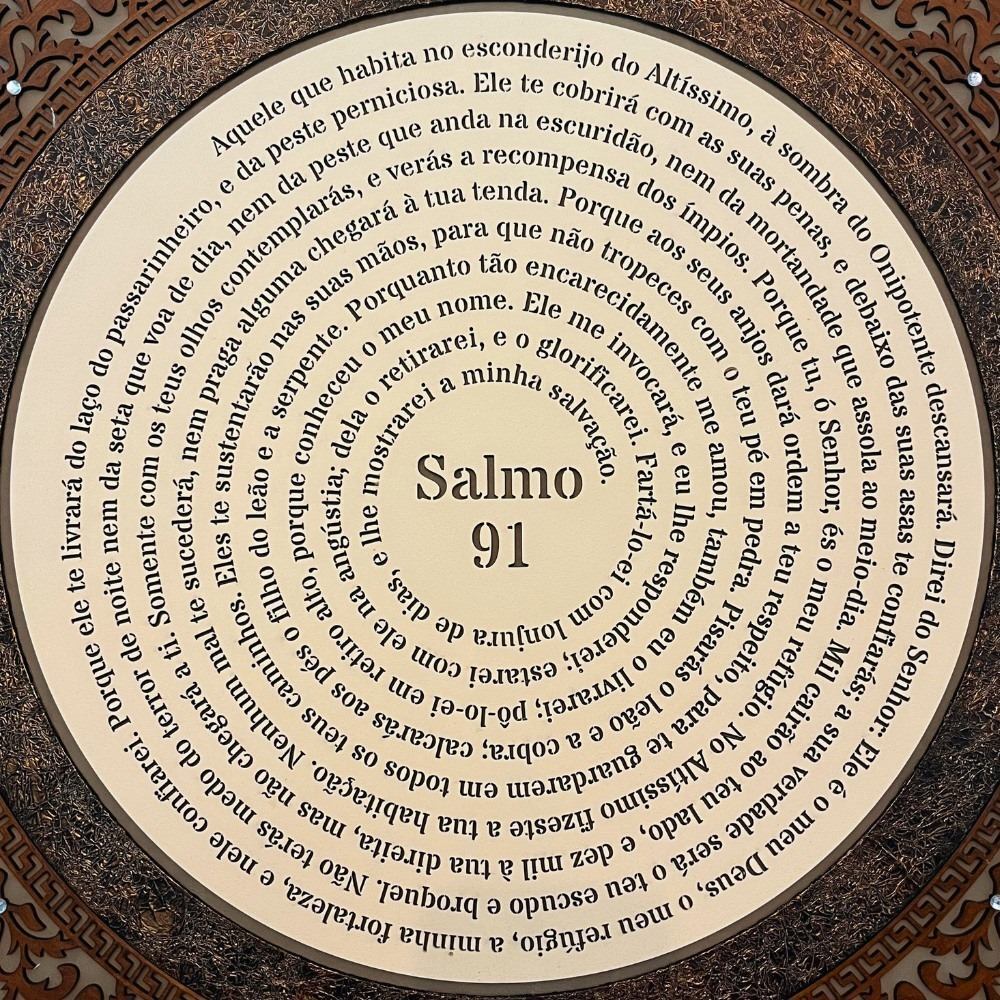 Aquele que habita no esconderijo do Altíssimo, à sombra do Onipotente descansará. Direi do Senhor: Ele é o meu Deus, o meu refúgio, a minha fortaleza, e nele confiarei. Porque ele te livrará do laço do passarinheiro,
e da peste perniciosa. Ele te cobrirá com as suas penas, e debaixo das suas asas te confiarás; a sua verdade será o teu escudo e broquel. Não terás medo do terror de noite nem da seta que voa de dia,
nem da peste que anda na escuridão, nem da mortandade que assola ao meio-dia. Mil cairão ao teu lado, e dez mil à tua direita, mas não chegará a ti. Somente com os teus olhos contemplarás,
e verás a recompensa dos ímpios. Porque tu, ó Senhor, és o meu refúgio. No Altíssimo fizeste a tua habitação. Nenhum mal te sucederá, nem praga alguma
chegará à tua tenda. Porque aos seus anjos dará ordem a teu respeito, para te guardarem em todos os teus caminhos. Eles te sustentarão nas suas mãos,
para que não tropeces com o teu pé em pedra. Pisarás o leão e a cobra; calcarás aos pés o filho do leão e a serpente.
Porquanto tão encarecidamente me amou, também eu o livrarei; pô-lo-ei em retiro alto, porque conheceu o meu nome.
Ele me invocará, e eu lhe responderei; estarei com ele na angústia; dela o retirarei,
e o glorificarei. Fartá-lo-ei com lonjura de dias, e lhe mostrarei a minha salvação.
Salmo
91